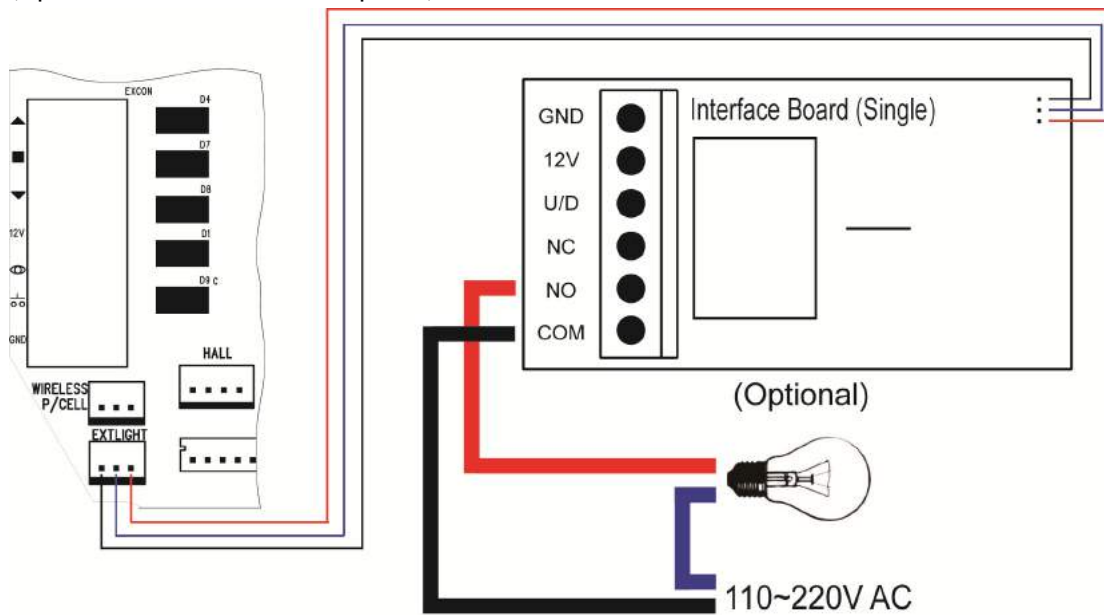 EXCON
D4
D7
D8
D1
D9 C
12V
GND
HALL
WIRELESS
P/CELL
EXTLIGHT
Interface Board (Single)
GND
12V
U/D
NC
NO
COM
(Optional)
110~220V AC